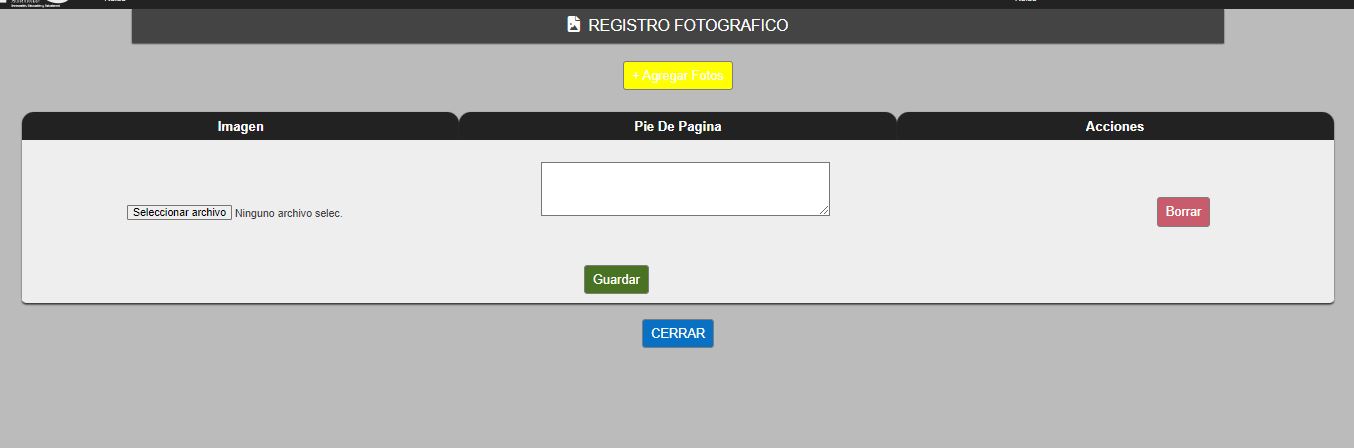 REGISTRO FOTOGRAFICO
+ Agregar Fotos
Imagen Pie De Pagina Acciones
Seleccionar archivo Ninguno archivo selec. Borrar
Guardar
CERRAR